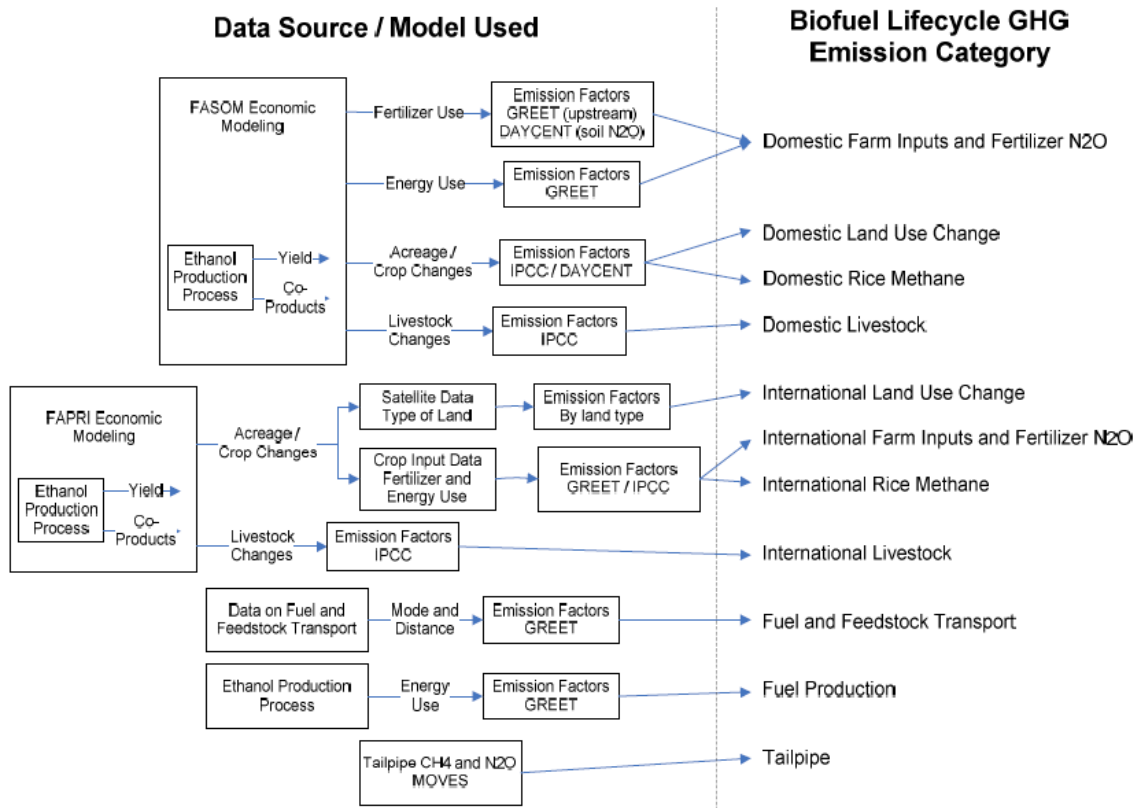 Data Source / Model Used
Biofuel Lifecycle GHG
Emission Category
FASOM Economic
Modeling
Ethanol
Production
Process
Yield
Co-
Products
Fertilizer Use
Emission Factors
GREET (upstream)
DAYCENT (soil N2O)
Energy Use
Emission Factors
GREET
Domestic Farm Inputs and Fertilizer N2O
Acreage /
Crop Changes
Emission Factors
IPCC / DAYCENT
Domestic Land Use Change
Domestic Rice Methane
Livestock
Changes
Emission Factors
IPCC
Domestic Livestock
FAPRI Economic
Modeling
Ethanol
Production
Process
Yield
Co-
Products
Acreage /
Crop Changes
Satellite Data
Type of Land
Emission Factors
By land type
International Land Use Change
Crop Input Data
Fertilizer and
Energy Use
Emission Factors
GREET / IPCC
International Farm Inputs and Fertilizer N2O
International Rice Methane
Livestock
Changes
Emission Factors
IPCC
International Livestock
Data on Fuel and
Feedstock Transport
Mode and
Distance
Emission Factors
GREET
Fuel and Feedstock Transport
Ethanol Production
Process
Energy
Use
Emission Factors
GREET
Fuel Production
Tailpipe CH4 and N2O
MOVES
Tailpipe